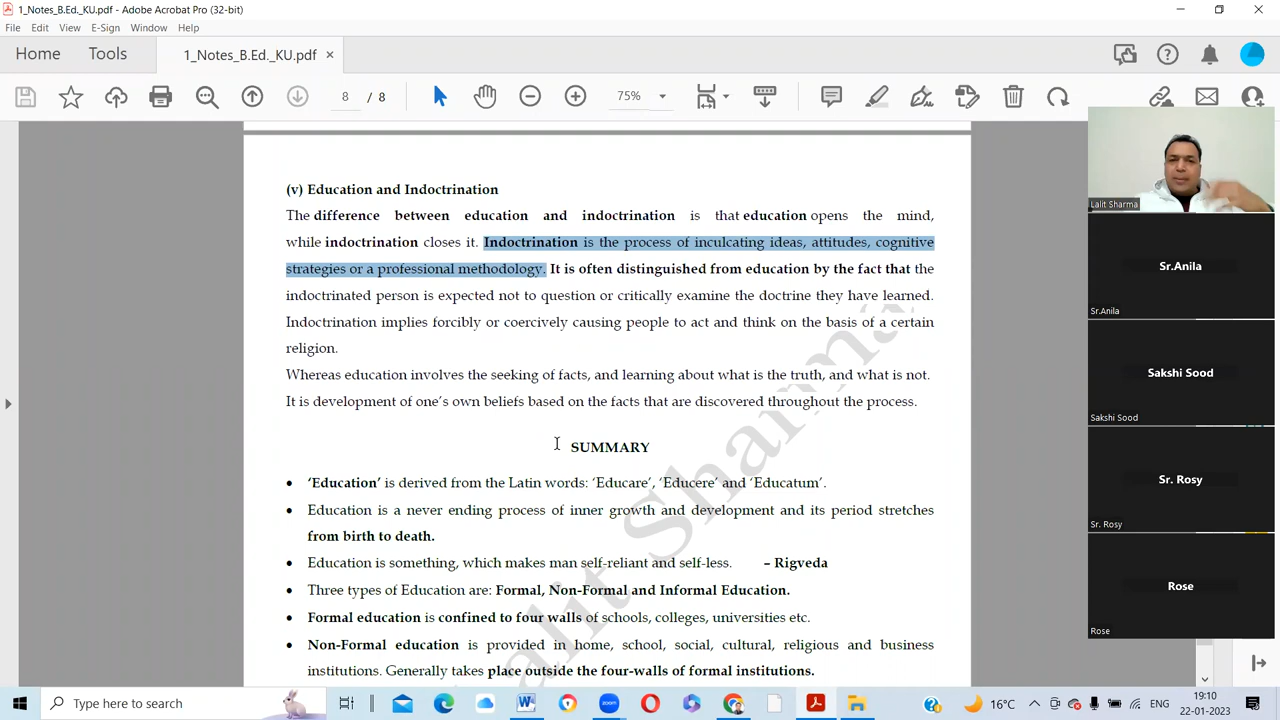 1_Notes_B.Ed._KU.pdf - Adobe Acrobat Pro (32-bit)
File Edit View E-Sign Window Help
Home Tools 1_Notes_B.Ed._KU.pdf ×
8 / 8 75%
(v) Education and Indoctrination
The difference between education and indoctrination is that education opens the mind,
while indoctrination closes it. Indoctrination is the process of inculcating ideas, attitudes, cognitive
strategies or a professional methodology. It is often distinguished from education by the fact that the
indoctrinated person is expected not to question or critically examine the doctrine they have learned.
Indoctrination implies forcibly or coercively causing people to act and think on the basis of a certain
religion.
Whereas education involves the seeking of facts, and learning about what is the truth, and what is not.
It is development of one's own beliefs based on the facts that are discovered throughout the process.
SUMMARY
• 'Education' is derived from the Latin words: 'Educare', 'Educere' and 'Educatum'.
• Education is a never ending process of inner growth and development and its period stretches
from birth to death.
• Education is something, which makes man self-reliant and self-less. – Rigveda
• Three types of Education are: Formal, Non-Formal and Informal Education.
• Formal education is confined to four walls of schools, colleges, universities etc.
• Non-Formal education is provided in home, school, social, cultural, religious and business
institutions. Generally takes place outside the four-walls of formal institutions.
alit Sharma
Lalit Sharma
Sr.Anila
Sr.Anila
Sakshi Sood
Sakshi Sood
Sr. Rosy
Sr. Rosy
Rose
Rose
Type here to search
zoom
16°C
19:10
22-01-2023